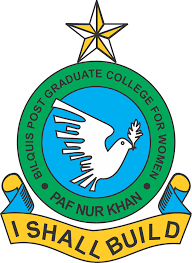 BILQUIS POST GRADUATE COLLEGE FOR WOMEN
• PAF NUR KHAN •
I SHALL BUILD